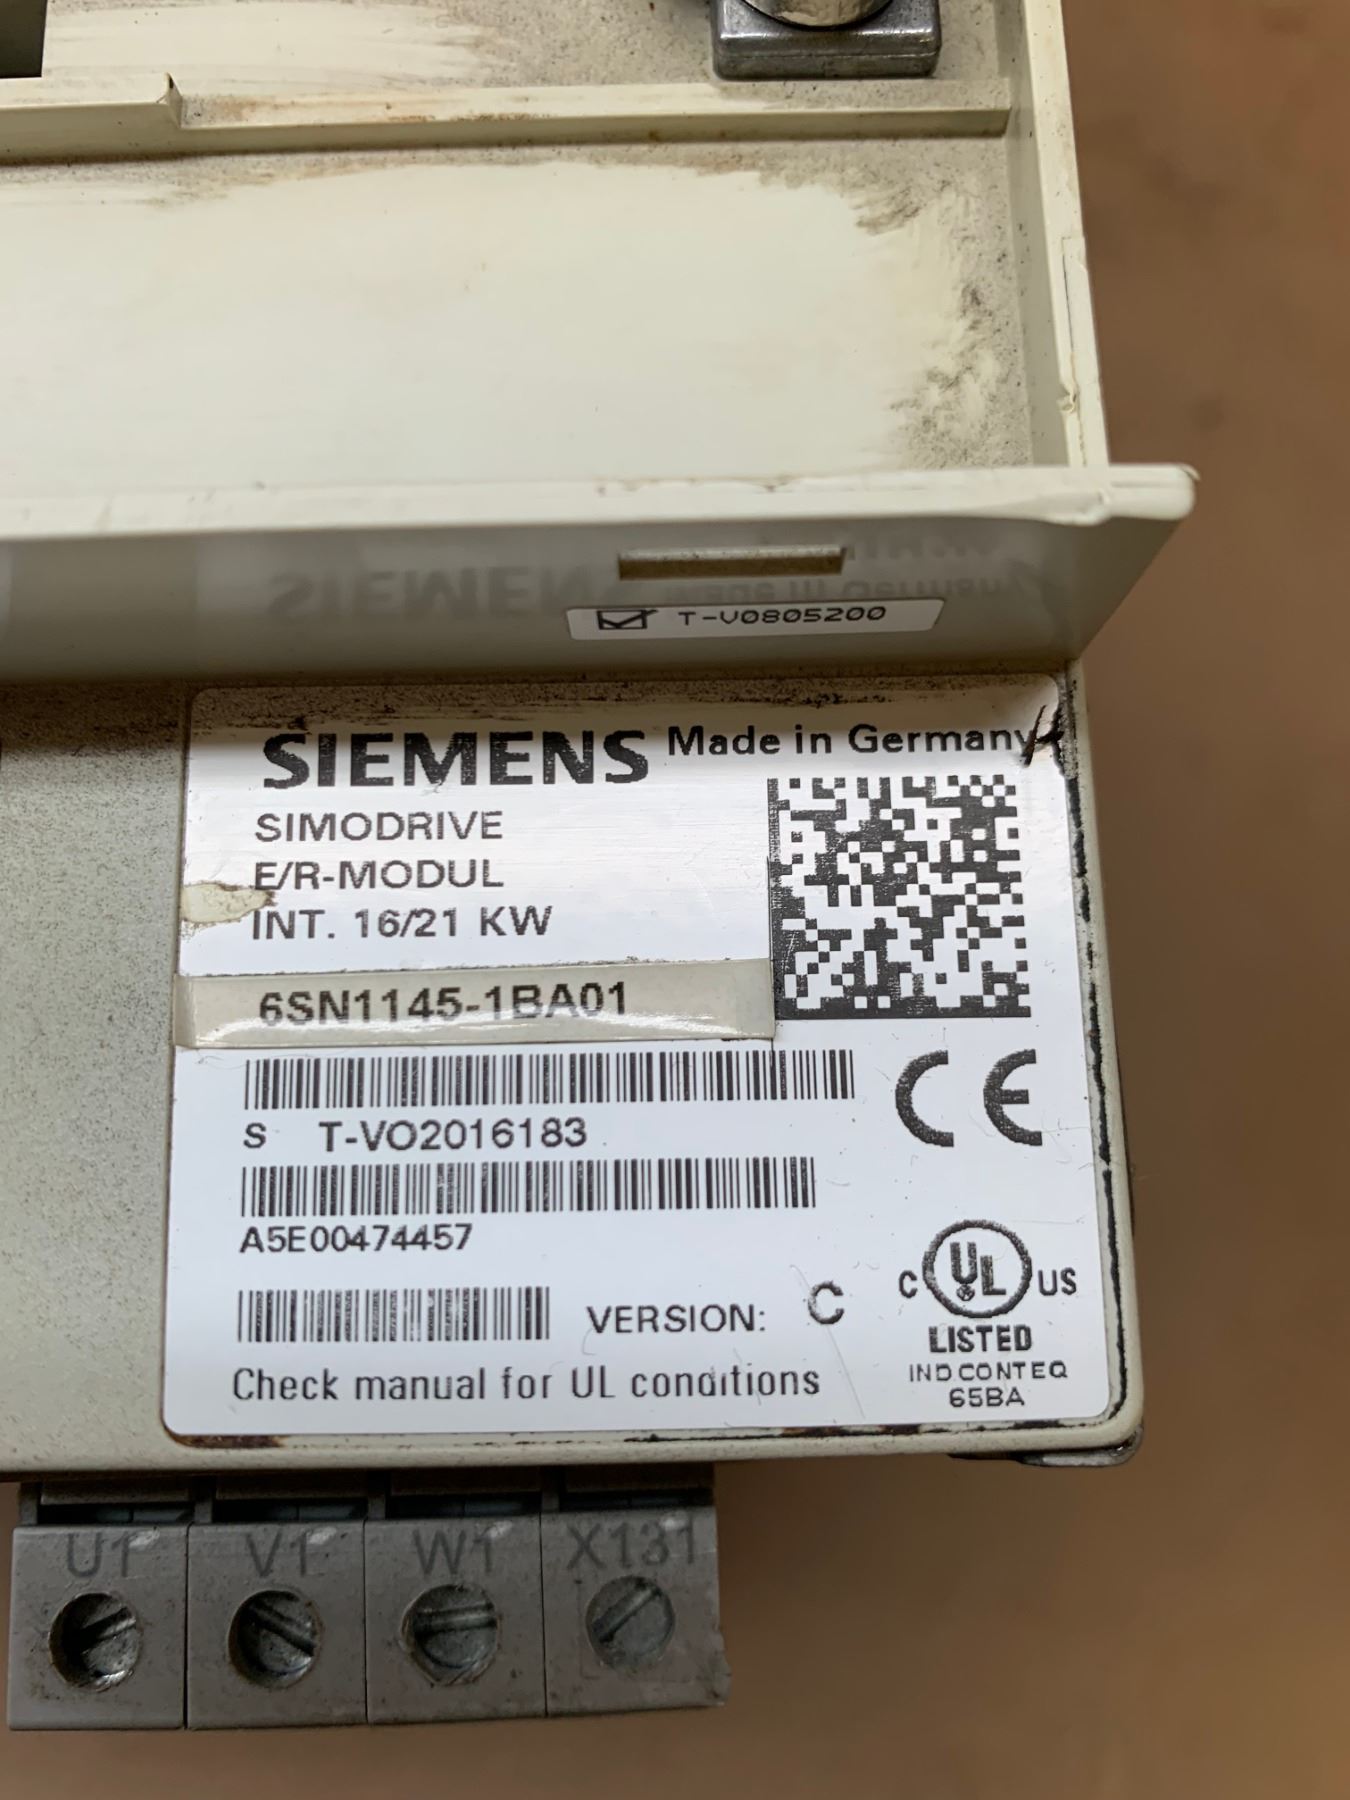 T-V0805200
SIEMENS Made in Germany
SIMODRIVE
E/R-MODUL
INT. 16/21 KW
6SN1145-1BA01
S T-VO2016183
A5E00474457
VERSION: C
Check manual for UL conditions
CE
C UL US
LISTED
IND.CONT.EQ
65BA
U1 V1 W1 X131